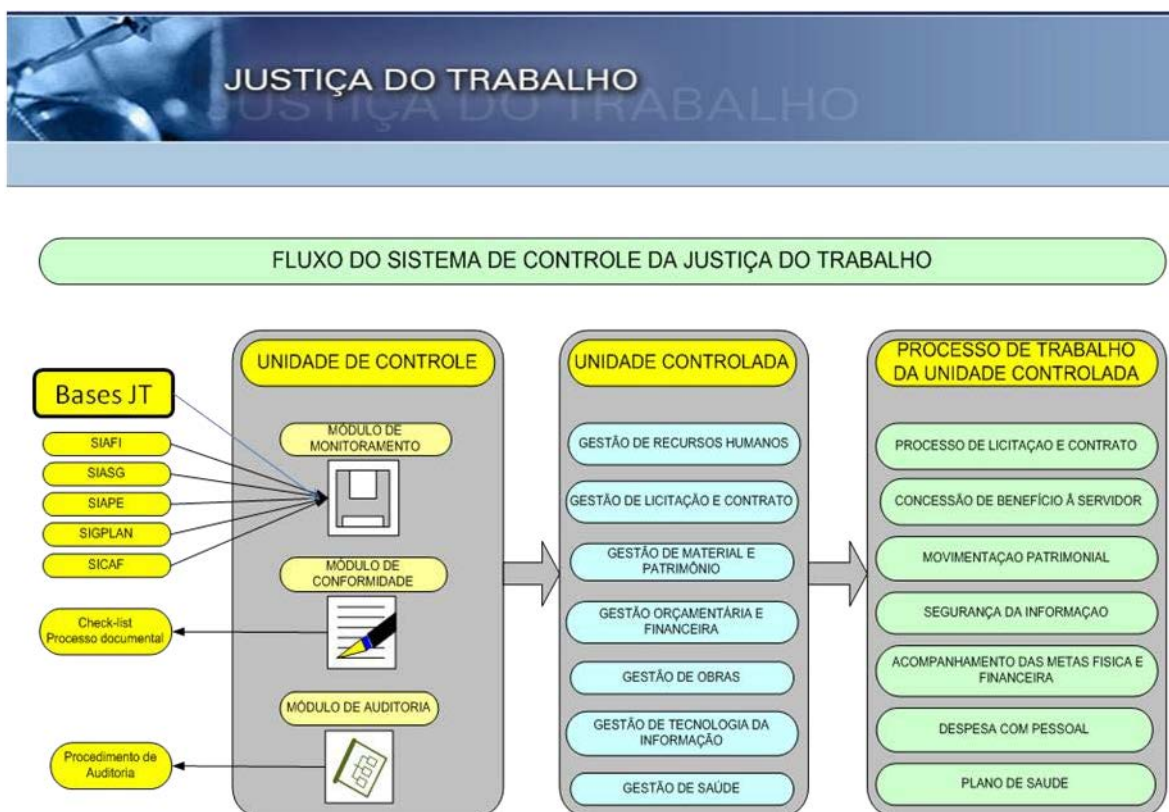 JUSTIÇA DO TRABALHO
JUSTIÇA DO TRABALHO
FLUXO DO SISTEMA DE CONTROLE DA JUSTIÇA DO TRABALHO
Bases JT
SIAFI
SIASG
SIAPE
SIGPLAN
SICAF
Check-list
Processo documental
Procedimento de
Auditoria
UNIDADE DE CONTROLE
MÓDULO DE
MONITORAMENTO
MÓDULO DE
CONFORMIDADE
MÓDULO DE AUDITORIA
UNIDADE CONTROLADA
GESTÃO DE RECURSOS HUMANOS
GESTÃO DE LICITAÇÃO E CONTRATO
GESTÃO DE MATERIAL E
PATRIMÔNIO
GESTÃO ORÇAMENTÁRIA E
FINANCEIRA
GESTÃO DE OBRAS
GESTÃO DE TECNOLOGIA DA
INFORMAÇÃO
GESTÃO DE SAÚDE
PROCESSO DE TRABALHO
DA UNIDADE CONTROLADA
PROCESSO DE LICITAÇAO E CONTRATO
CONCESSÃO DE BENEFÍCIO Â SERVIDOR
MOVIMENTAÇAO PATRIMONIAL
SEGURANÇA DA INFORMAÇAO
ACOMPANHAMENTO DAS METAS FISICA E
FINANCEIRA
DESPESA COM PESSOAL
PLANO DE SAUDE